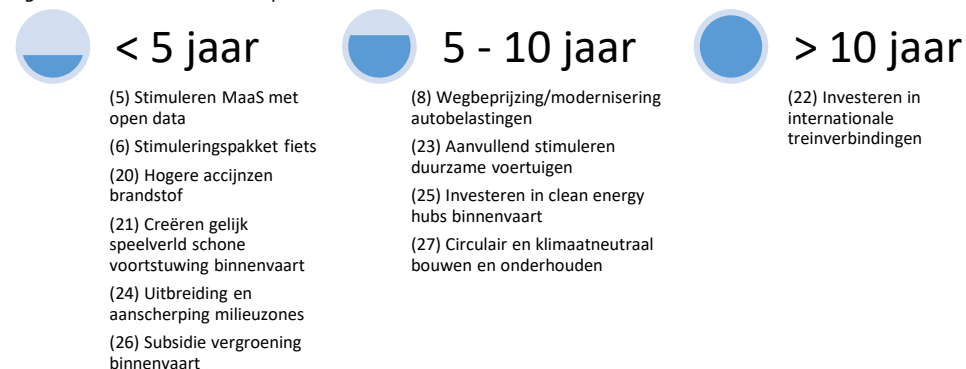 < 5 jaar
(5) Stimuleren MaaS met
open data
(6) Stimuleringspakket fiets
(20) Hogere accijnzen
brandstof
(21) Creëren gelijk
speelverld schone
voortstuwing binnenvaart
(24) Uitbreiding en
aanscherping milieuzones
(26) Subsidie vergroening
binnenvaart
5 - 10 jaar
(8) Wegbeprijzing/modernisering
autobelastingen
(23) Aanvullend stimuleren
duurzame voertuigen
(25) Investeren in clean energy
hubs binnenvaart
(27) Circulair en klimaatneutraal
bouwen en onderhouden
> 10 jaar
(22) Investeren in
internationale
treinverbindingen